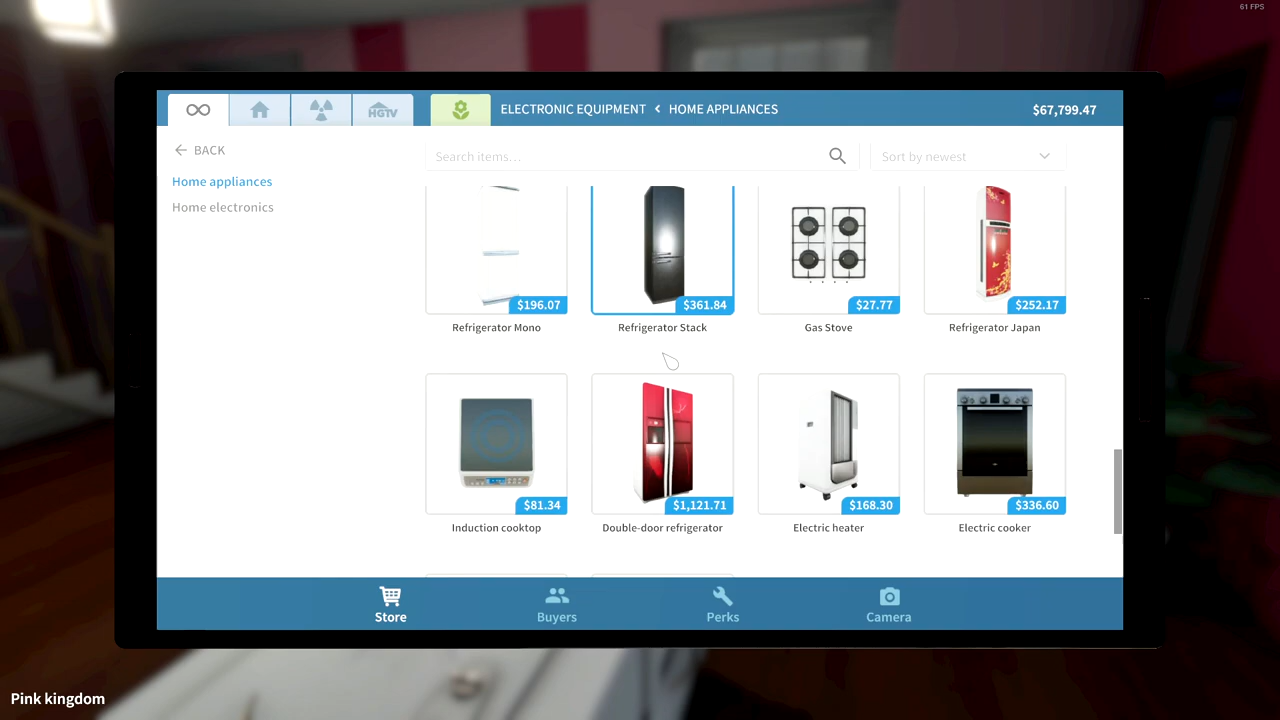 61 FPS
HGTV
ELECTRONIC EQUIPMENT < HOME APPLIANCES
$67,799.47
BACK
Search items...
Sort by newest
Home appliances
Home electronics
$196.07
$361.84
$27.77
$252.17
Refrigerator Mono
Refrigerator Stack
Gas Stove
Refrigerator Japan
$81.34
$1,121.71
$168.30
$336.60
Induction cooktop
Double-door refrigerator
Electric heater
Electric cooker
Store
Buyers
Perks
Camera
Pink kingdom